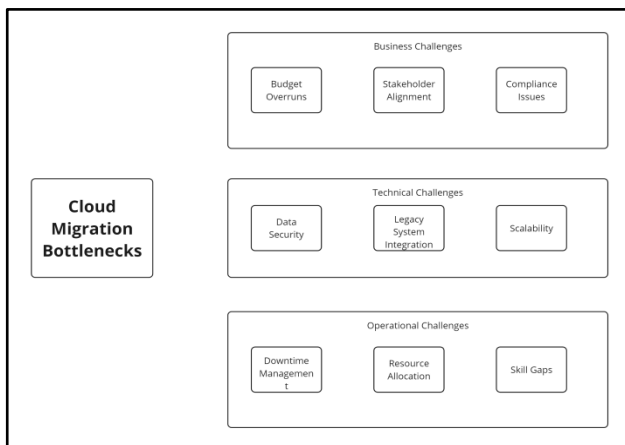 Business Challenges
Budget
Overruns
Stakeholder
Alignment
Compliance
Issues
Cloud
Migration
Bottlenecks
Technical Challenges
Data
Security
Legacy
System
Integration
Scalability
Operational Challenges
Downtime
Managemen
t
Resource
Allocation
Skill Gaps